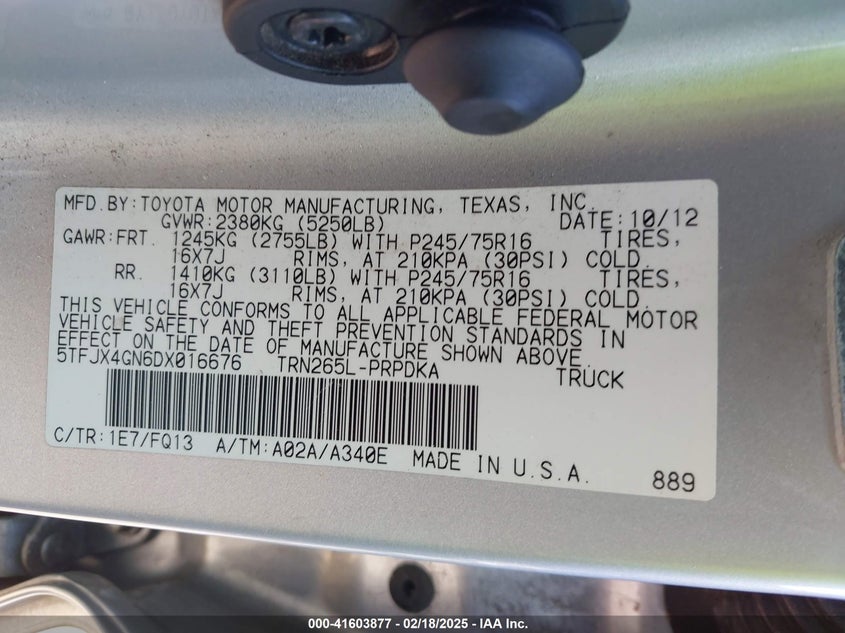 MFD.BY:TOYOTA MOTOR MANUFACTURING, TEXAS, INC.
GVWR:2380KG (5250LB) DATE:10/12
GAWR:FRT. 1245KG (2755LB) WITH P245/75R16 TIRES,
16X7J RIMS, AT 210KPA (30PSI) COLD
RR. 1410KG (3110LB) WITH P245/75R16 TIRES,
16X7J RIMS, AT 210KPA (30PSI) COLD
THIS VEHICLE CONFORMS TO ALL APPLICABLE FEDERAL MOTOR
VEHICLE SAFETY AND THEFT PREVENTION STANDARDS IN
EFFECT ON THE DATE OF MANUFACTURE SHOWN ABOVE.
5TFJX4GN6DX016676 TRN265L-PRPDKA TRUCK
C/TR:1E7/FQ13 A/TM:A02A/A340E MADE IN U.S.A.
889
000-41603877 - 02/18/2025 - IAA Inc.